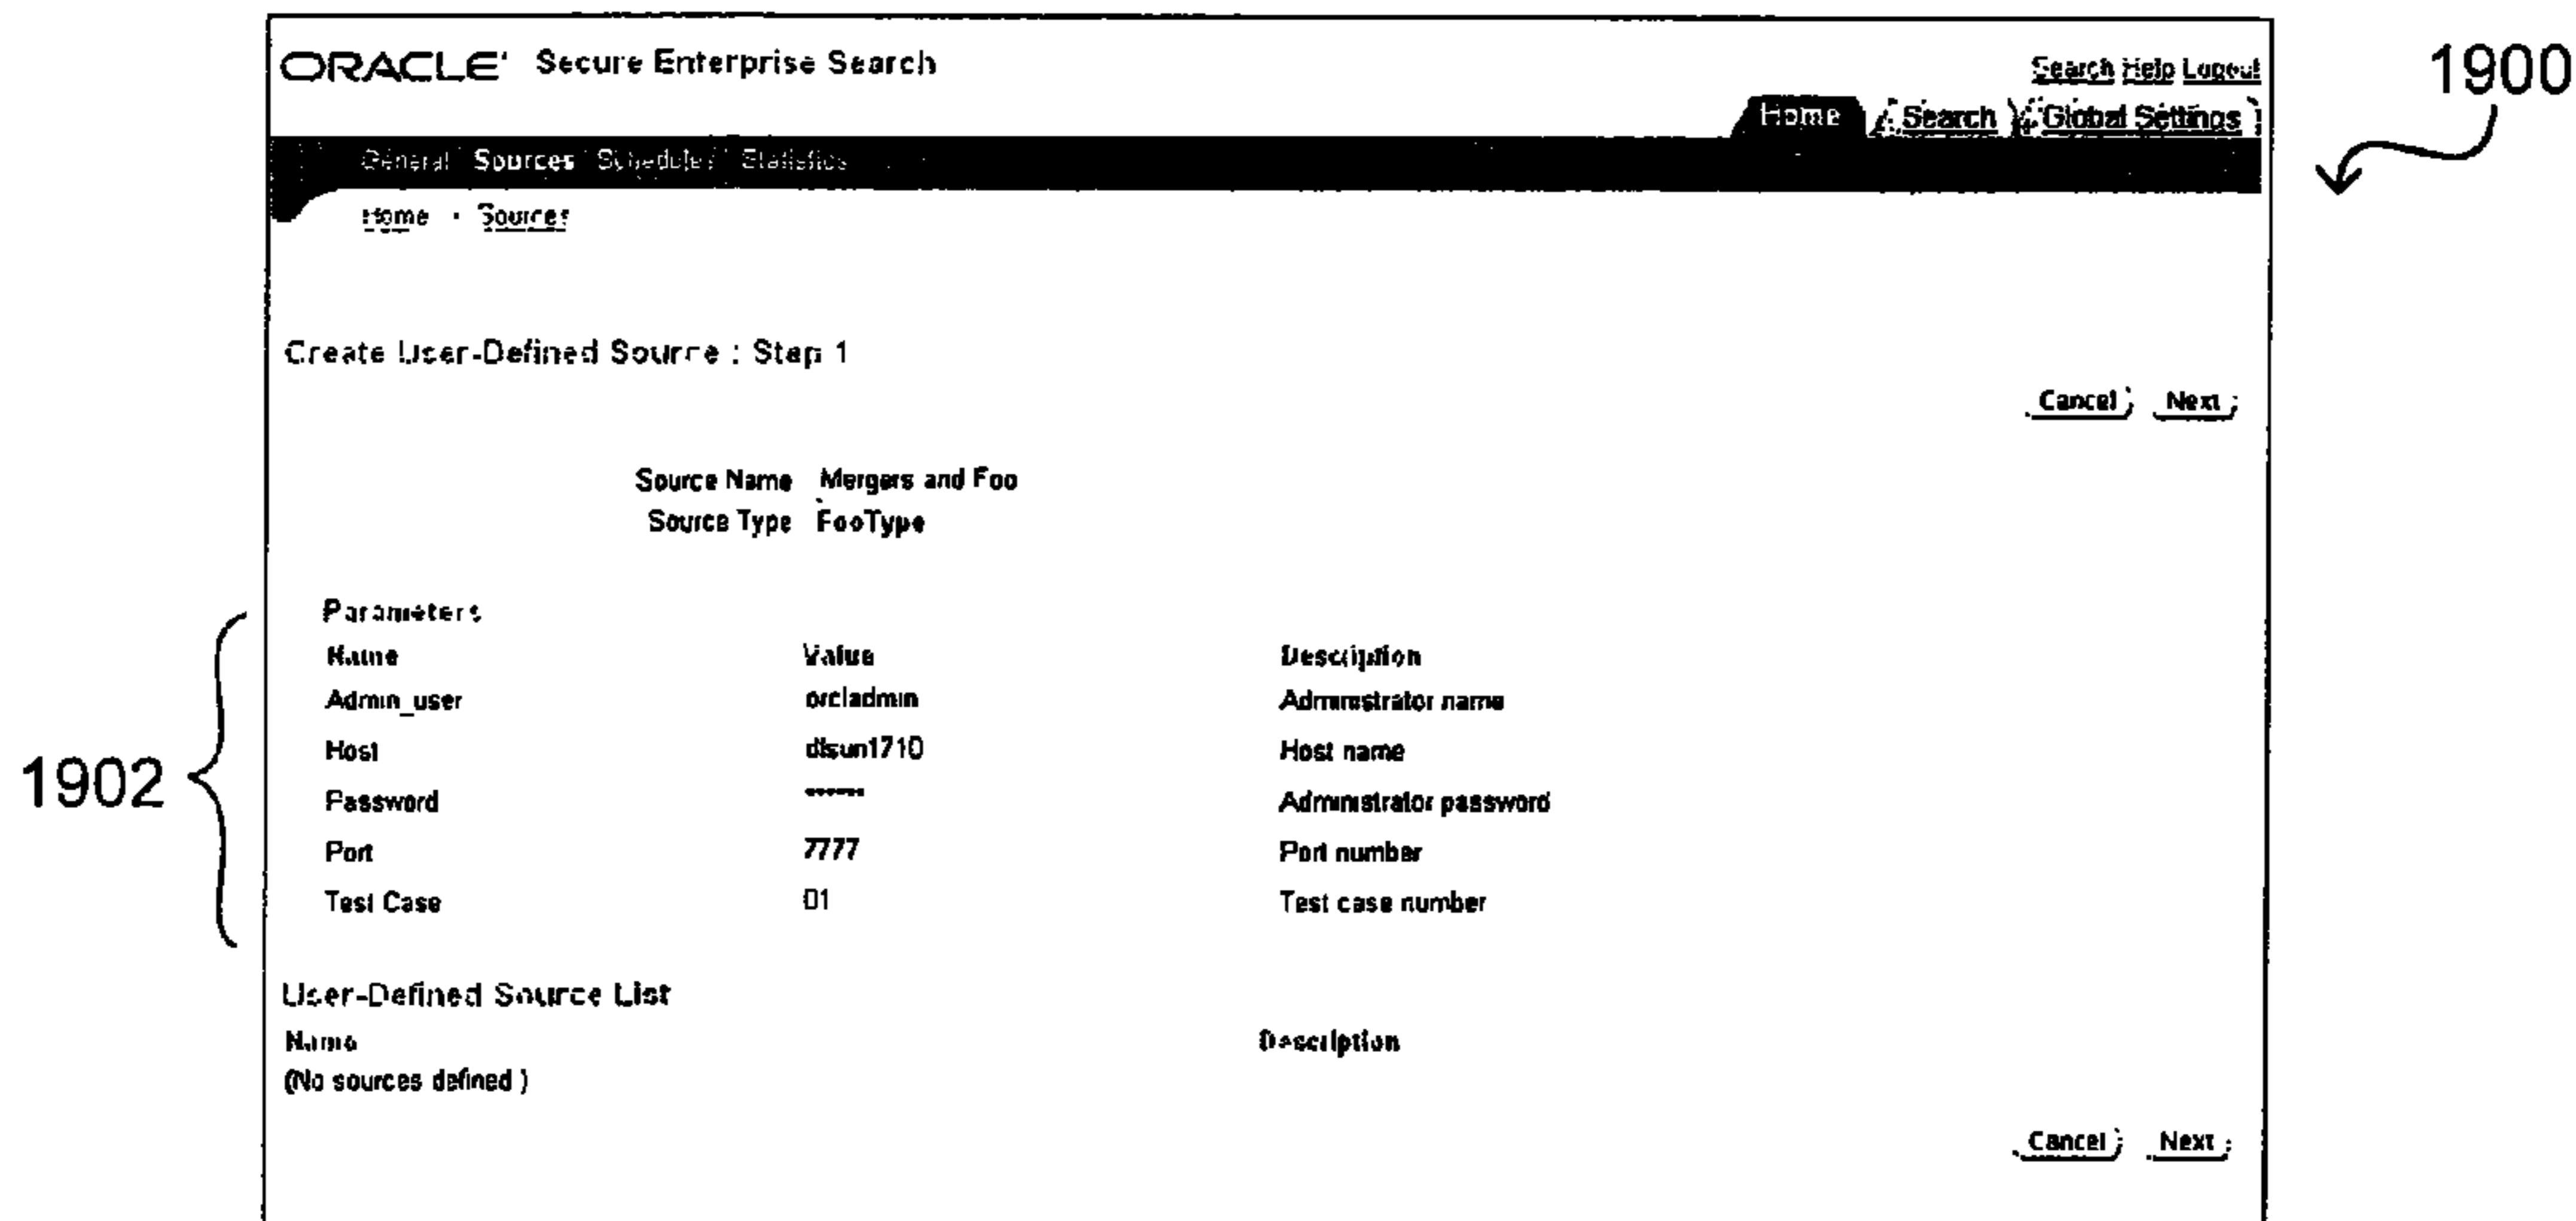 ORACLE' Secure Enterprise Search
Search Help Logout
1900
Home Search Global Settings
General Sources Schedules Statistics
Home · Sources
Create User-Defined Source : Step 1
Cancel Next
Source Name Mergers and Foo
Source Type FooType
1902
Parameters
Name Value Description
Admin_user orcladmin Administrator name
Host dlsun1710 Host name
Password ****** Administrator password
Port 7777 Port number
Test Case 01 Test case number
User-Defined Source List
Name Description
(No sources defined )
Cancel Next